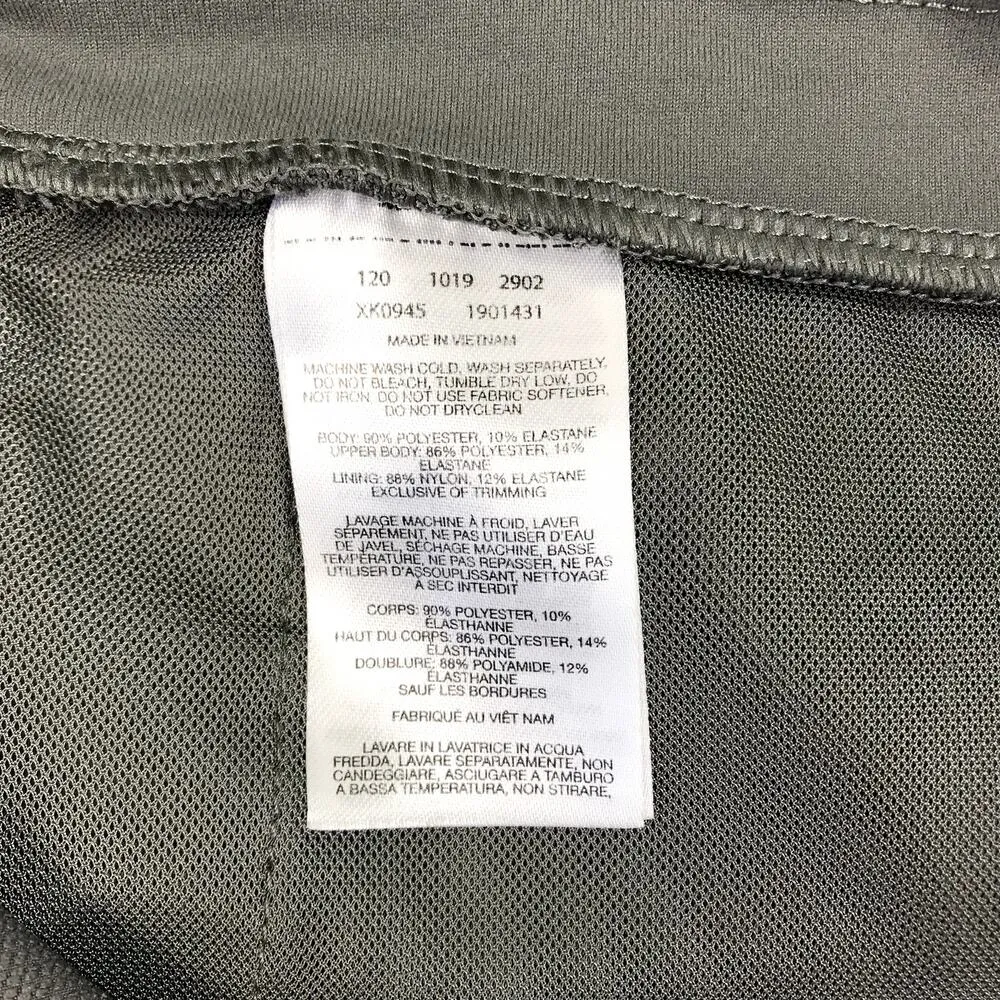 120 1019 2902
XK0945 1901431
MADE IN VIETNAM
MACHINE WASH COLD, WASH SEPARATELY,
DO NOT BLEACH, TUMBLE DRY LOW, DO
NOT IRON, DO NOT USE FABRIC SOFTENER,
DO NOT DRYCLEAN
BODY: 90% POLYESTER, 10% ELASTANE
UPPER BODY: 86% POLYESTER, 14%
ELASTANE
LINING: 88% NYLON, 12% ELASTANE
EXCLUSIVE OF TRIMMING
LAVAGE MACHINE À FROID, LAVER
SÉPARÉMENT, NE PAS UTILISER D'EAU
DE JAVEL, SÉCHAGE MACHINE, BASSE
TEMPÉRATURE, NE PAS REPASSER, NE PAS
UTILISER D'ASSOUPLISSANT, NETTOYAGE
À SEC INTERDIT
CORPS: 90% POLYESTER, 10%
ÉLASTHANNE
HAUT DU CORPS: 86% POLYESTER, 14%
ÉLASTHANNE
DOUBLURE: 88% POLYAMIDE, 12%
ÉLASTHANNE
SAUF LES BORDURES
FABRIQUÉ AU VIÊT NAM
LAVARE IN LAVATRICE IN ACQUA
FREDDA, LAVARE SEPARATAMENTE, NON
CANDEGGIARE, ASCIUGARE A TAMBURO
A BASSA TEMPERATURA, NON STIRARE,